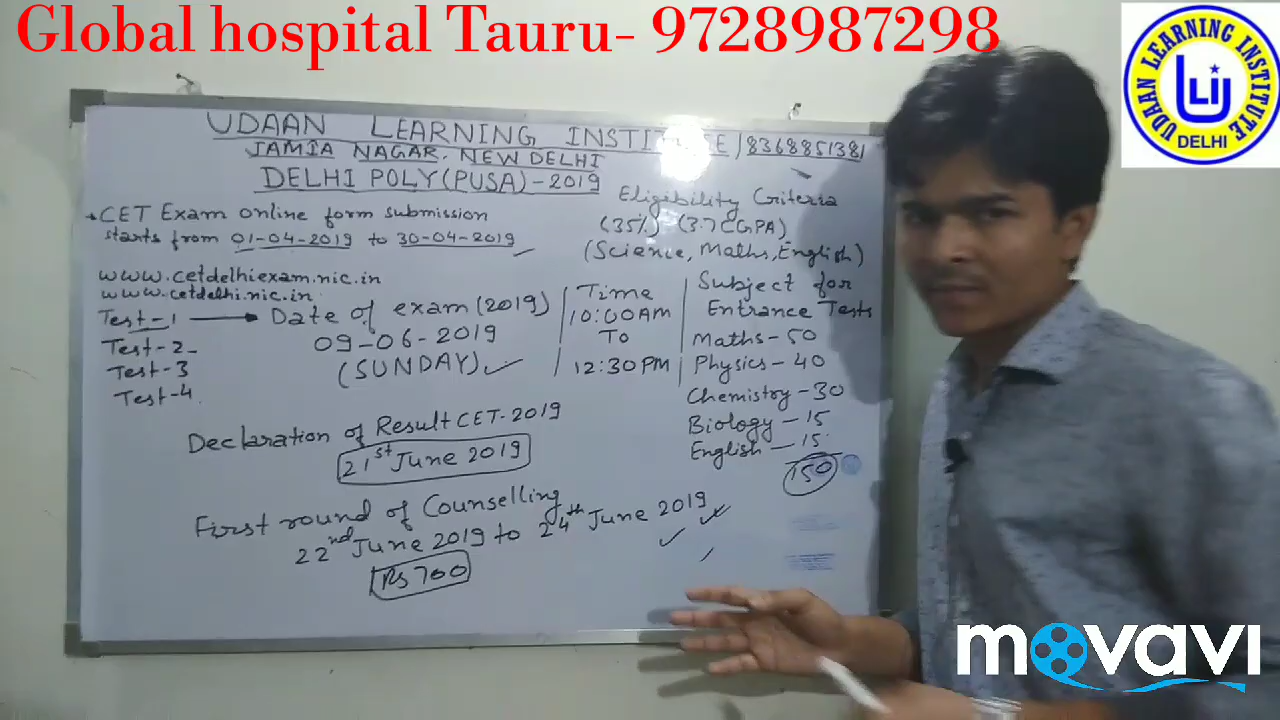 Global hospital Tauru- 9728987298
UDAAN LEARNING INSTITUTE DELHI
ULI
UDAAN LEARNING INSTITUTE / 8368851381
JAMIA NAGAR, NEW DELHI
DELHI POLY (PUSA) - 2019
CET Exam online form submission
starts from 01-04-2019 to 30-04-2019
www.cetdelhiexam.nic.in
www.cetdelhi.nic.in
Test-1 → Date of exam (2019)
Test-2 09-06-2019
Test-3 (SUNDAY)
Test-4
Time
10:00AM
To
12:30PM
Eligibility Criteria
(35%) (3.7 CGPA)
(Science, Maths, English)
Subject for
Entrance Tests
Maths - 50
Physics - 40
Chemistry - 30
Biology - 15
English - 15
150
Declaration of Result CET-2019
21st June 2019
First round of Counselling
22nd June 2019 to 24th June 2019
Rs 700
movavi